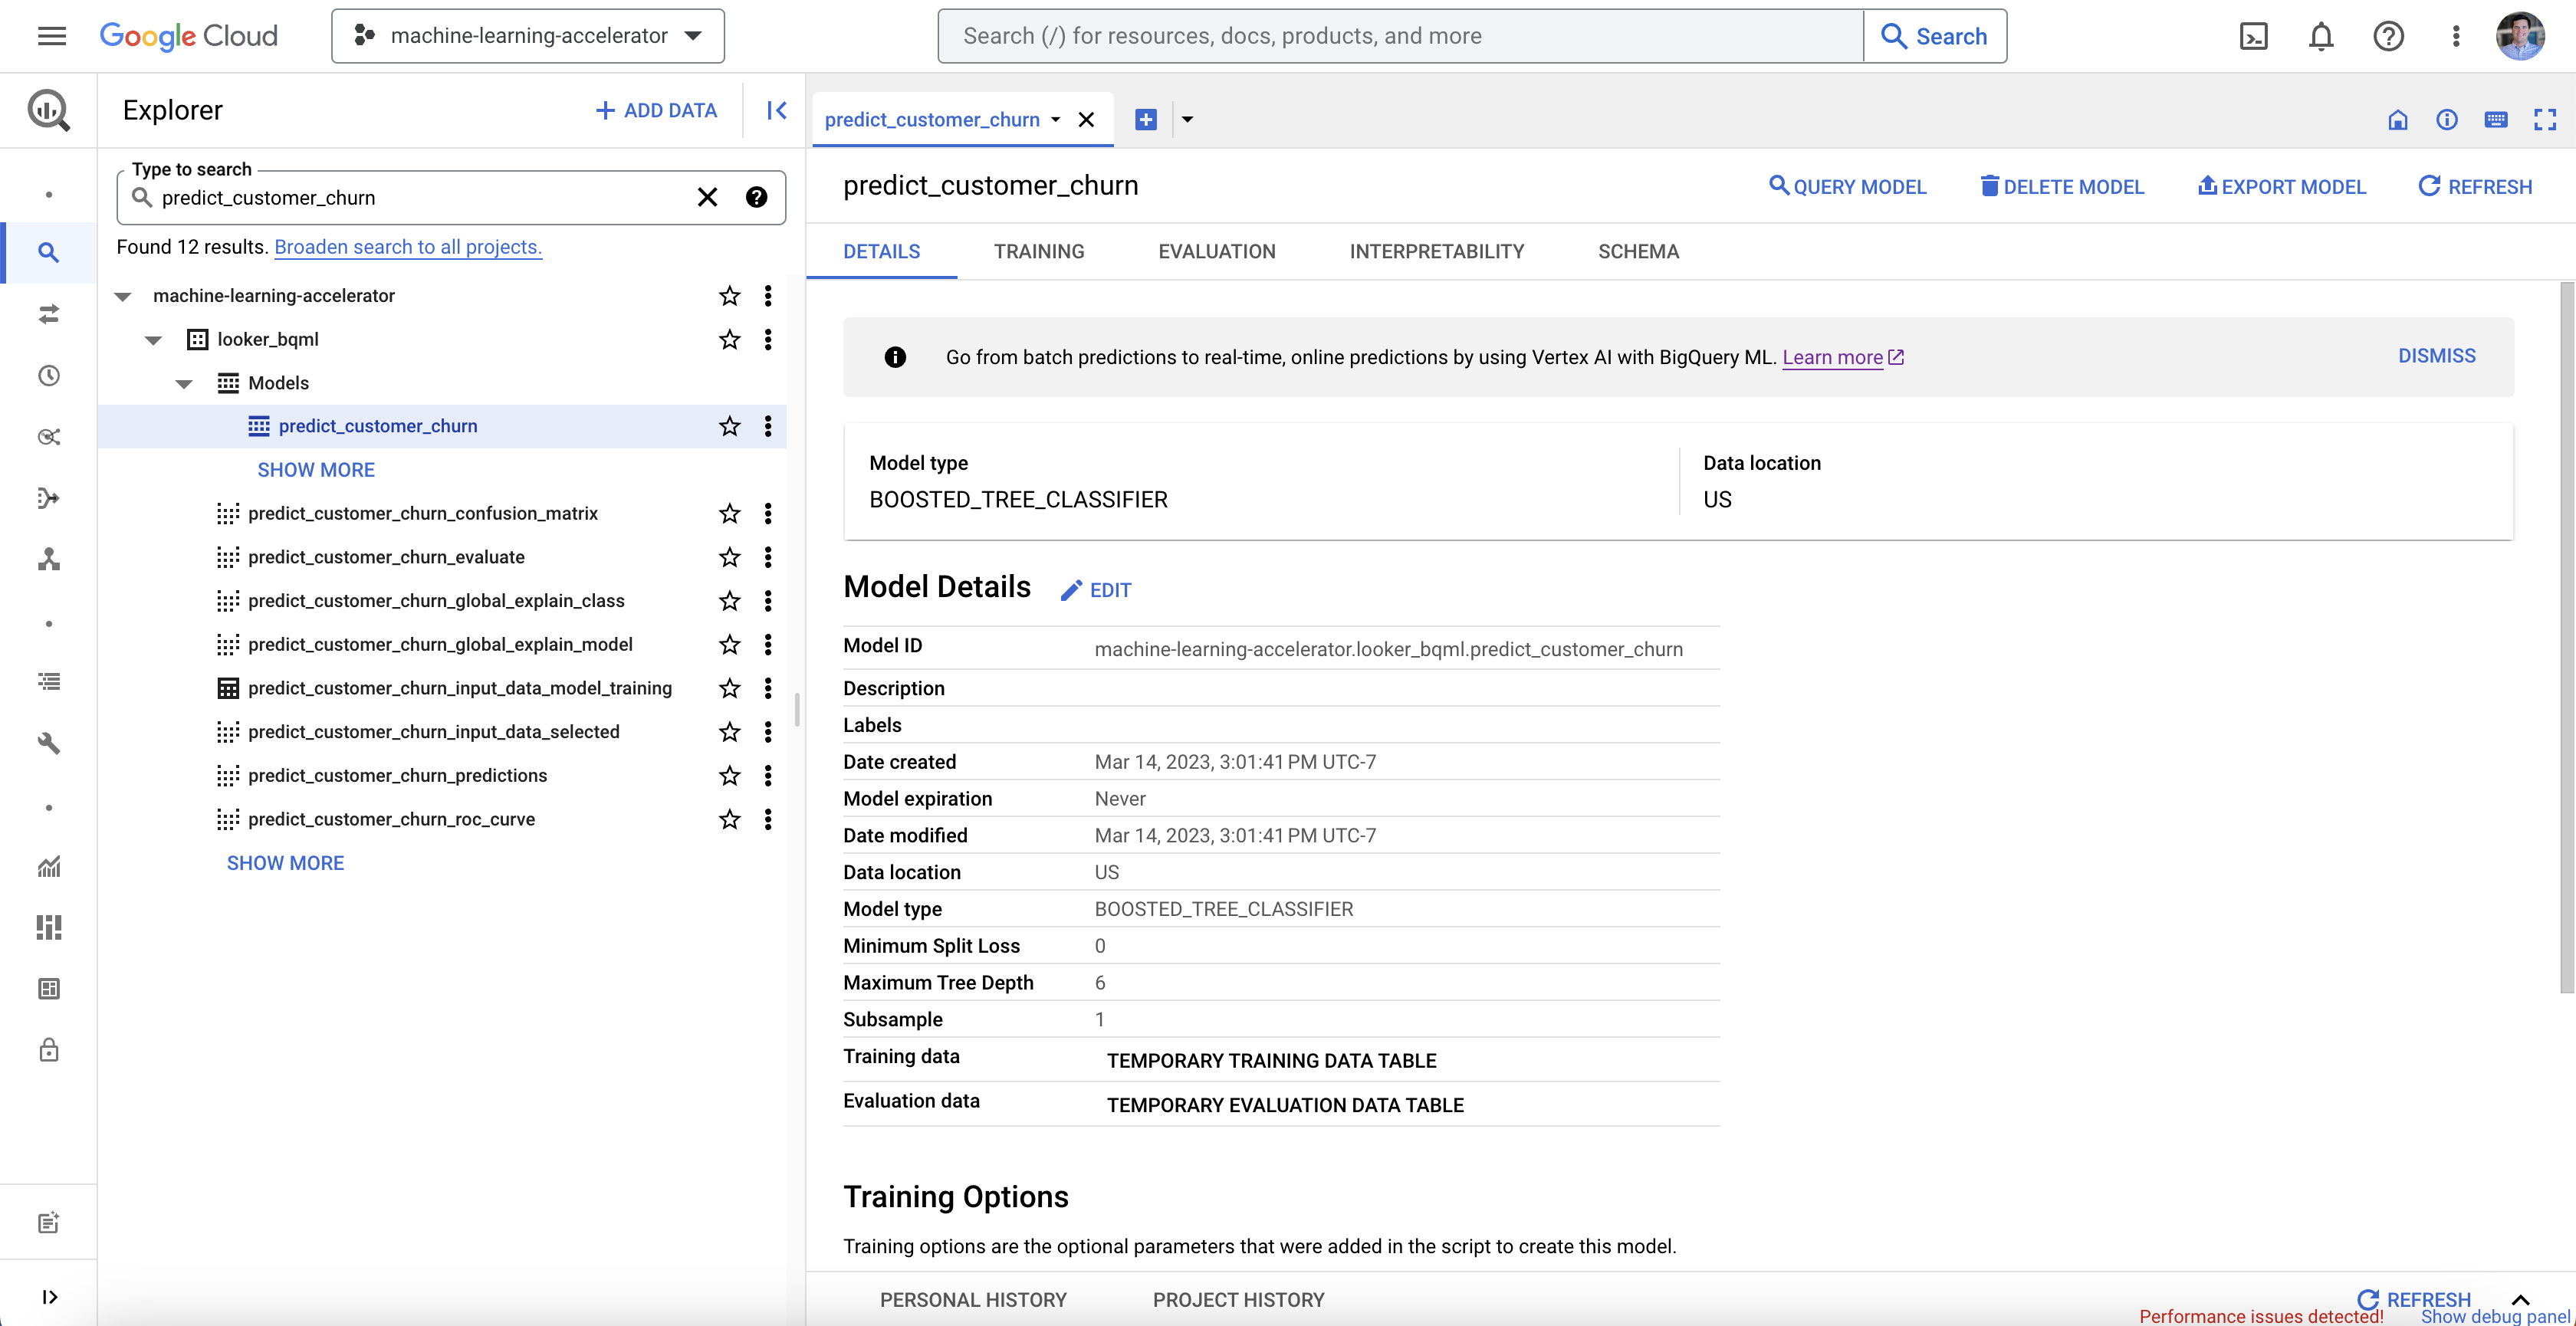 Google Cloud
machine-learning-accelerator
Search (/) for resources, docs, products, and more
Search
Explorer
ADD DATA
Type to search
predict_customer_churn
Found 12 results. Broaden search to all projects.
machine-learning-accelerator
looker_bqml
Models
predict_customer_churn
SHOW MORE
predict_customer_churn_confusion_matrix
predict_customer_churn_evaluate
predict_customer_churn_global_explain_class
predict_customer_churn_global_explain_model
predict_customer_churn_input_data_model_training
predict_customer_churn_input_data_selected
predict_customer_churn_predictions
predict_customer_churn_roc_curve
SHOW MORE
predict_customer_churn
predict_customer_churn
QUERY MODEL
DELETE MODEL
EXPORT MODEL
REFRESH
DETAILS
TRAINING
EVALUATION
INTERPRETABILITY
SCHEMA
Go from batch predictions to real-time, online predictions by using Vertex AI with BigQuery ML. Learn more
DISMISS
Model type
BOOSTED_TREE_CLASSIFIER
Data location
US
Model Details
EDIT
Model ID machine-learning-accelerator.looker_bqml.predict_customer_churn
Description
Labels
Date created Mar 14, 2023, 3:01:41 PM UTC-7
Model expiration Never
Date modified Mar 14, 2023, 3:01:41 PM UTC-7
Data location US
Model type BOOSTED_TREE_CLASSIFIER
Minimum Split Loss 0
Maximum Tree Depth 6
Subsample 1
Training data TEMPORARY TRAINING DATA TABLE
Evaluation data TEMPORARY EVALUATION DATA TABLE
Training Options
Training options are the optional parameters that were added in the script to create this model.
PERSONAL HISTORY
PROJECT HISTORY
REFRESH
Performance issues detected! Show debug panel